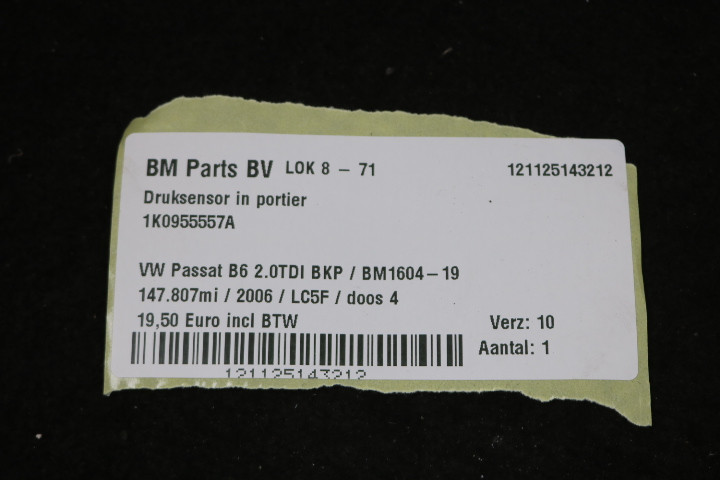 BM Parts BV LOK 8 - 71 121125143212
Druksensor in portier
1K0955557A
VW Passat B6 2.0TDI BKP / BM1604-19
147.807mi / 2006 / LC5F / doos 4
19,50 Euro incl BTW Verz: 10
Aantal: 1
121125143212